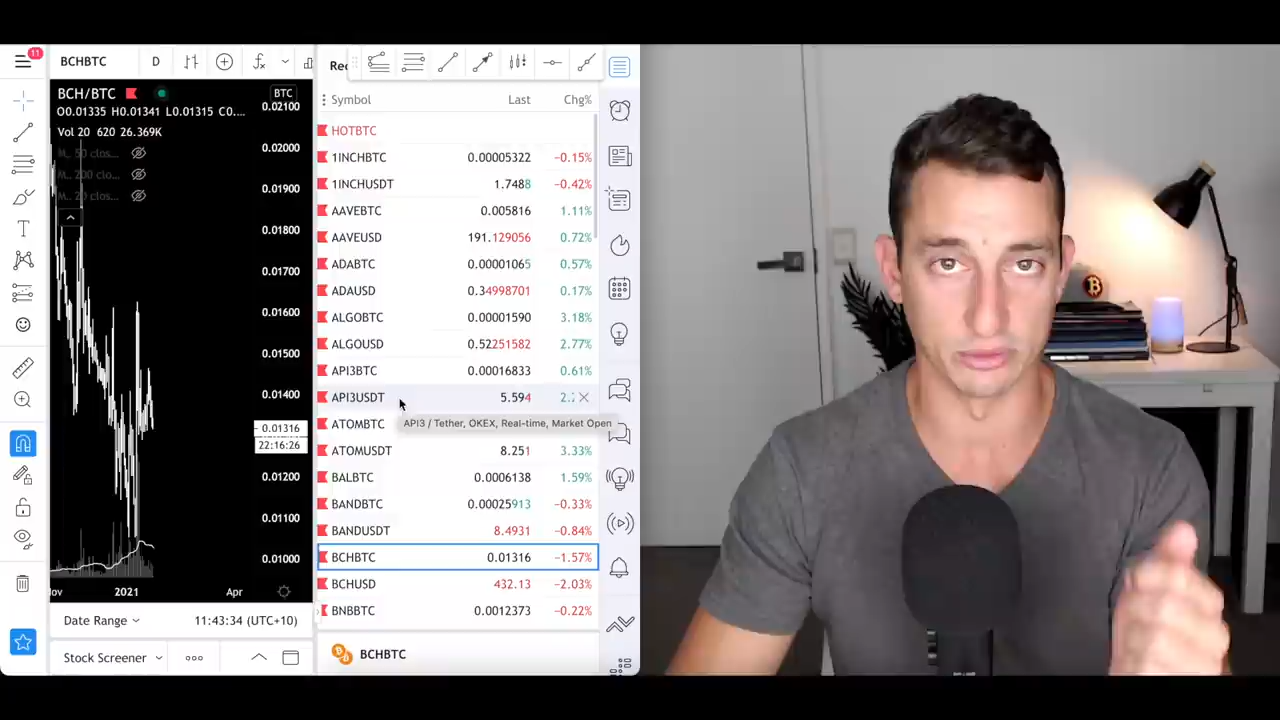 11
BCHBTC
D
BCH/BTC
BTC
O0.01335 H0.01341 L0.01315 C0....
Vol 20 620 26.369K
M.. 50 clos...
M.. 200 clo...
M.. 20 clos...
0.02100
0.02000
0.01900
0.01800
0.01700
0.01600
0.01500
0.01400
0.01316
22:16:26
0.01200
0.01100
0.01000
2021
Apr
Date Range
11:43:34 (UTC+10)
Stock Screener
Symbol Last Chg%
HOTBTC
1INCHBTC 0.00005322 −0.15%
1INCHUSDT 1.7488 −0.42%
AAVEBTC 0.005816 1.11%
AAVEUSD 191.129056 0.72%
ADABTC 0.00001065 0.57%
ADAUSD 0.34998701 0.17%
ALGOBTC 0.00001590 3.18%
ALGOUSD 0.52251582 2.77%
API3BTC 0.00016833 0.61%
API3USDT 5.594
ATOMBTC
API3 / Tether, OKEX, Real-time, Market Open
ATOMUSDT 8.251 3.33%
BALBTC 0.0006138 1.59%
BANDBTC 0.00025913 −0.33%
BANDUSDT 8.4931 −0.84%
BCHBTC 0.01316 −1.57%
BCHUSD 432.13 −2.03%
BNBBTC 0.0012373 −0.22%
BCHBTC